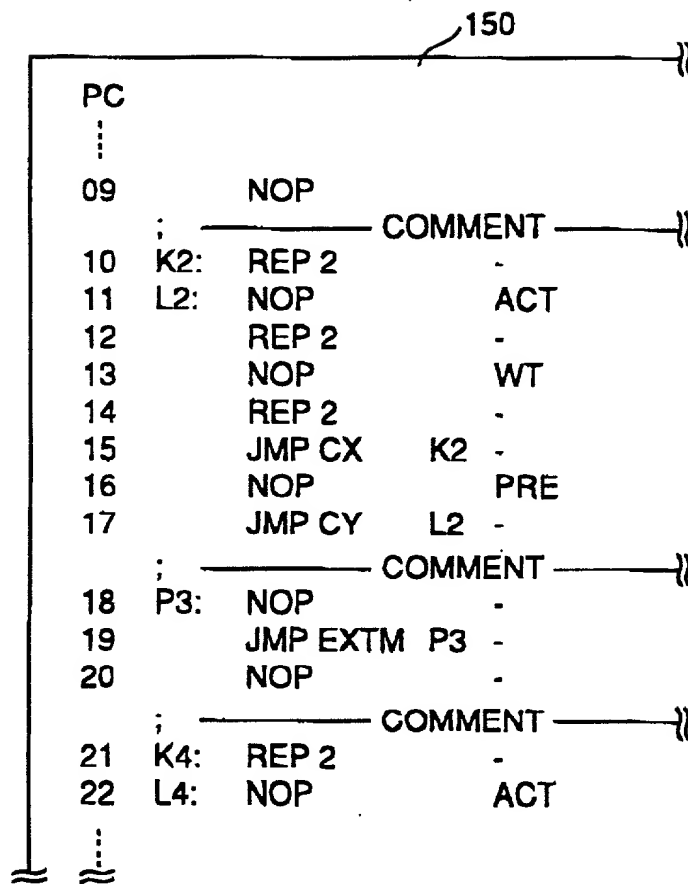 150
PC
09 NOP
; COMMENT
10 K2: REP 2 -
11 L2: NOP ACT
12 REP 2 -
13 NOP WT
14 REP 2 -
15 JMP CX K2 -
16 NOP PRE
17 JMP CY L2 -
; COMMENT
18 P3: NOP -
19 JMP EXTM P3 -
20 NOP -
; COMMENT
21 K4: REP 2 -
22 L4: NOP ACT